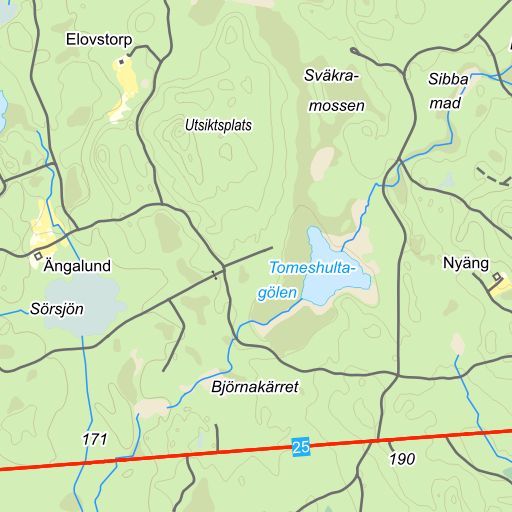 Elovstorp
Sväkra-
mossen
Sibba
mad
Utsiktsplats
Ängalund
Tomeshulta-
gölen
Nyäng
Sörsjön
Björnakärret
171
25
190